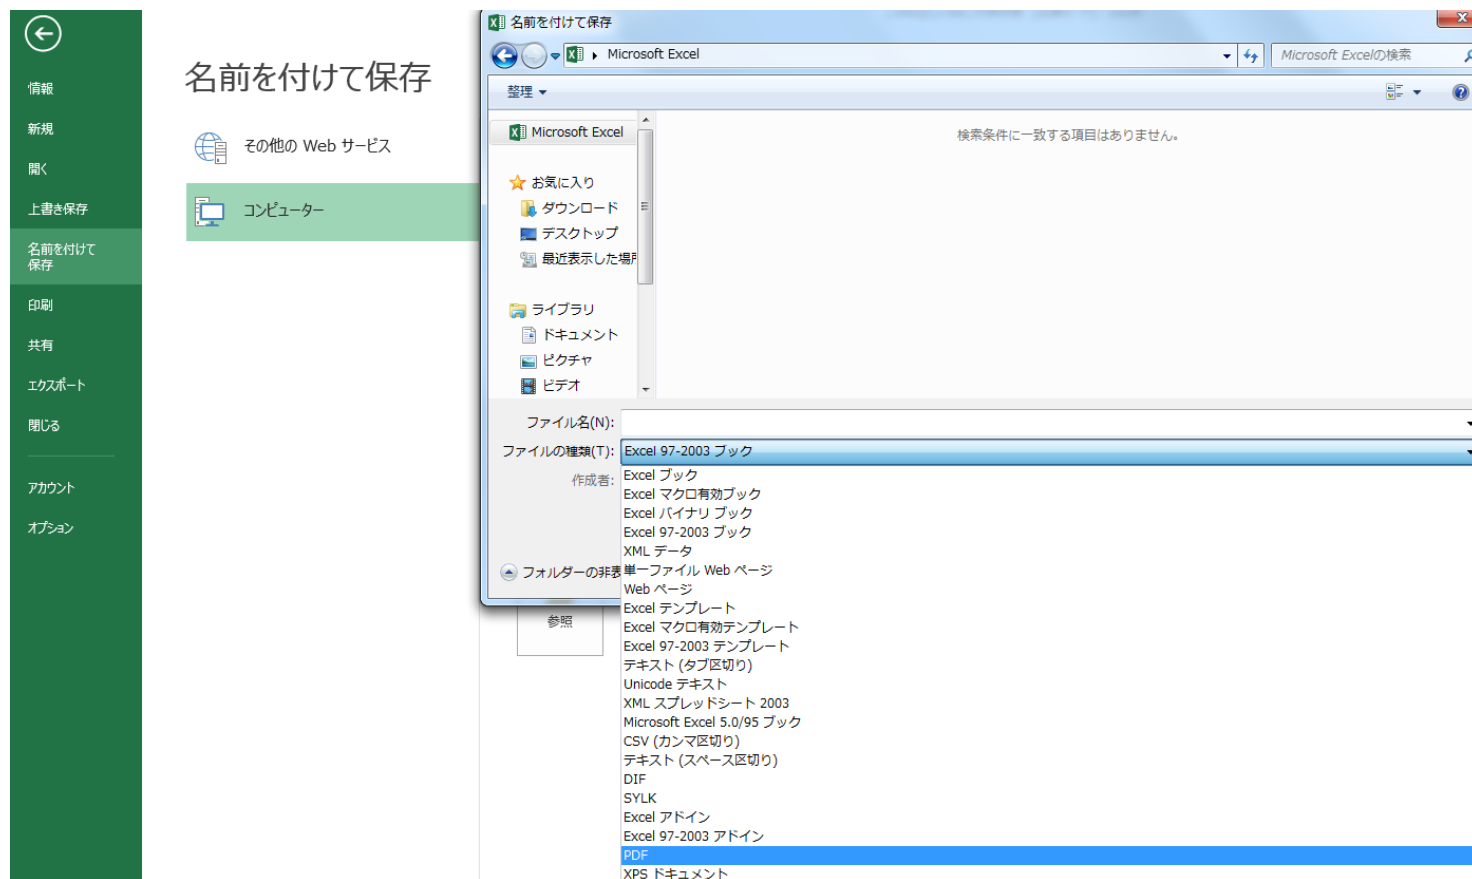 情報
新規
開く
上書き保存
名前を付けて
保存
印刷
共有
エクスポート
閉じる
アカウント
オプション
名前を付けて保存
その他の Web サービス
コンピューター
名前を付けて保存
Microsoft Excel
Microsoft Excelの検索
整理
Microsoft Excel
お気に入り
ダウンロード
デスクトップ
最近表示した場所
ライブラリ
ドキュメント
ピクチャ
ビデオ
検索条件に一致する項目はありません。
ファイル名(N):
ファイルの種類(T): Excel 97-2003 ブック
作成者:
フォルダーの非表
参照
Excel ブック
Excel マクロ有効ブック
Excel バイナリ ブック
Excel 97-2003 ブック
XML データ
単一ファイル Web ページ
Web ページ
Excel テンプレート
Excel マクロ有効テンプレート
Excel 97-2003 テンプレート
テキスト (タブ区切り)
Unicode テキスト
XML スプレッドシート 2003
Microsoft Excel 5.0/95 ブック
CSV (カンマ区切り)
テキスト (スペース区切り)
DIF
SYLK
Excel アドイン
Excel 97-2003 アドイン
PDF
XPS ドキュメント